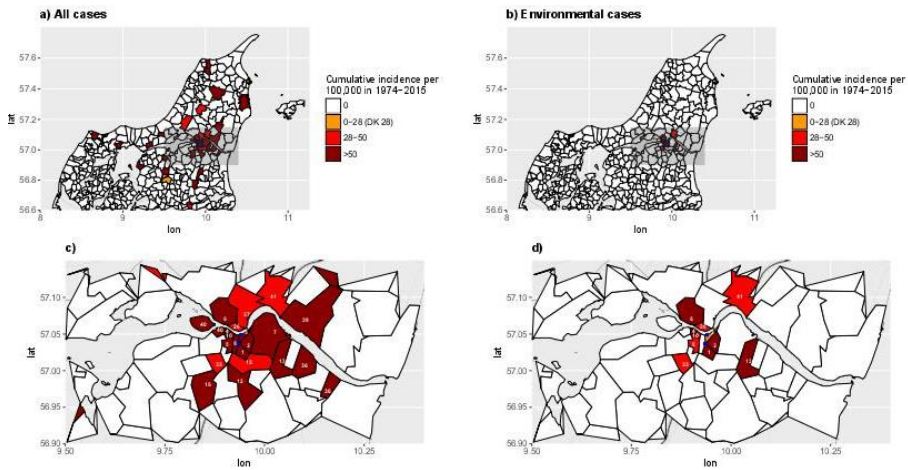 a) All cases
b) Environmental cases
57.6
57.4
57.2
57.0
56.8
56.6
lat
8
9
10
11
lon
Cumulative incidence per
100,000 in 1974−2015
0
0−28 (DK 28)
28−50
>50
57.6
57.4
57.2
57.0
56.8
56.6
lat
8
9
10
11
lon
Cumulative incidence per
100,000 in 1974−2015
0
0−28 (DK 28)
28−50
>50
c)
d)
57.10
57.05
57.00
56.95
56.90
lat
9.50
9.75
10.00
10.25
lon
57.10
57.05
57.00
56.95
56.90
lat
9.50
9.75
10.00
10.25
lon